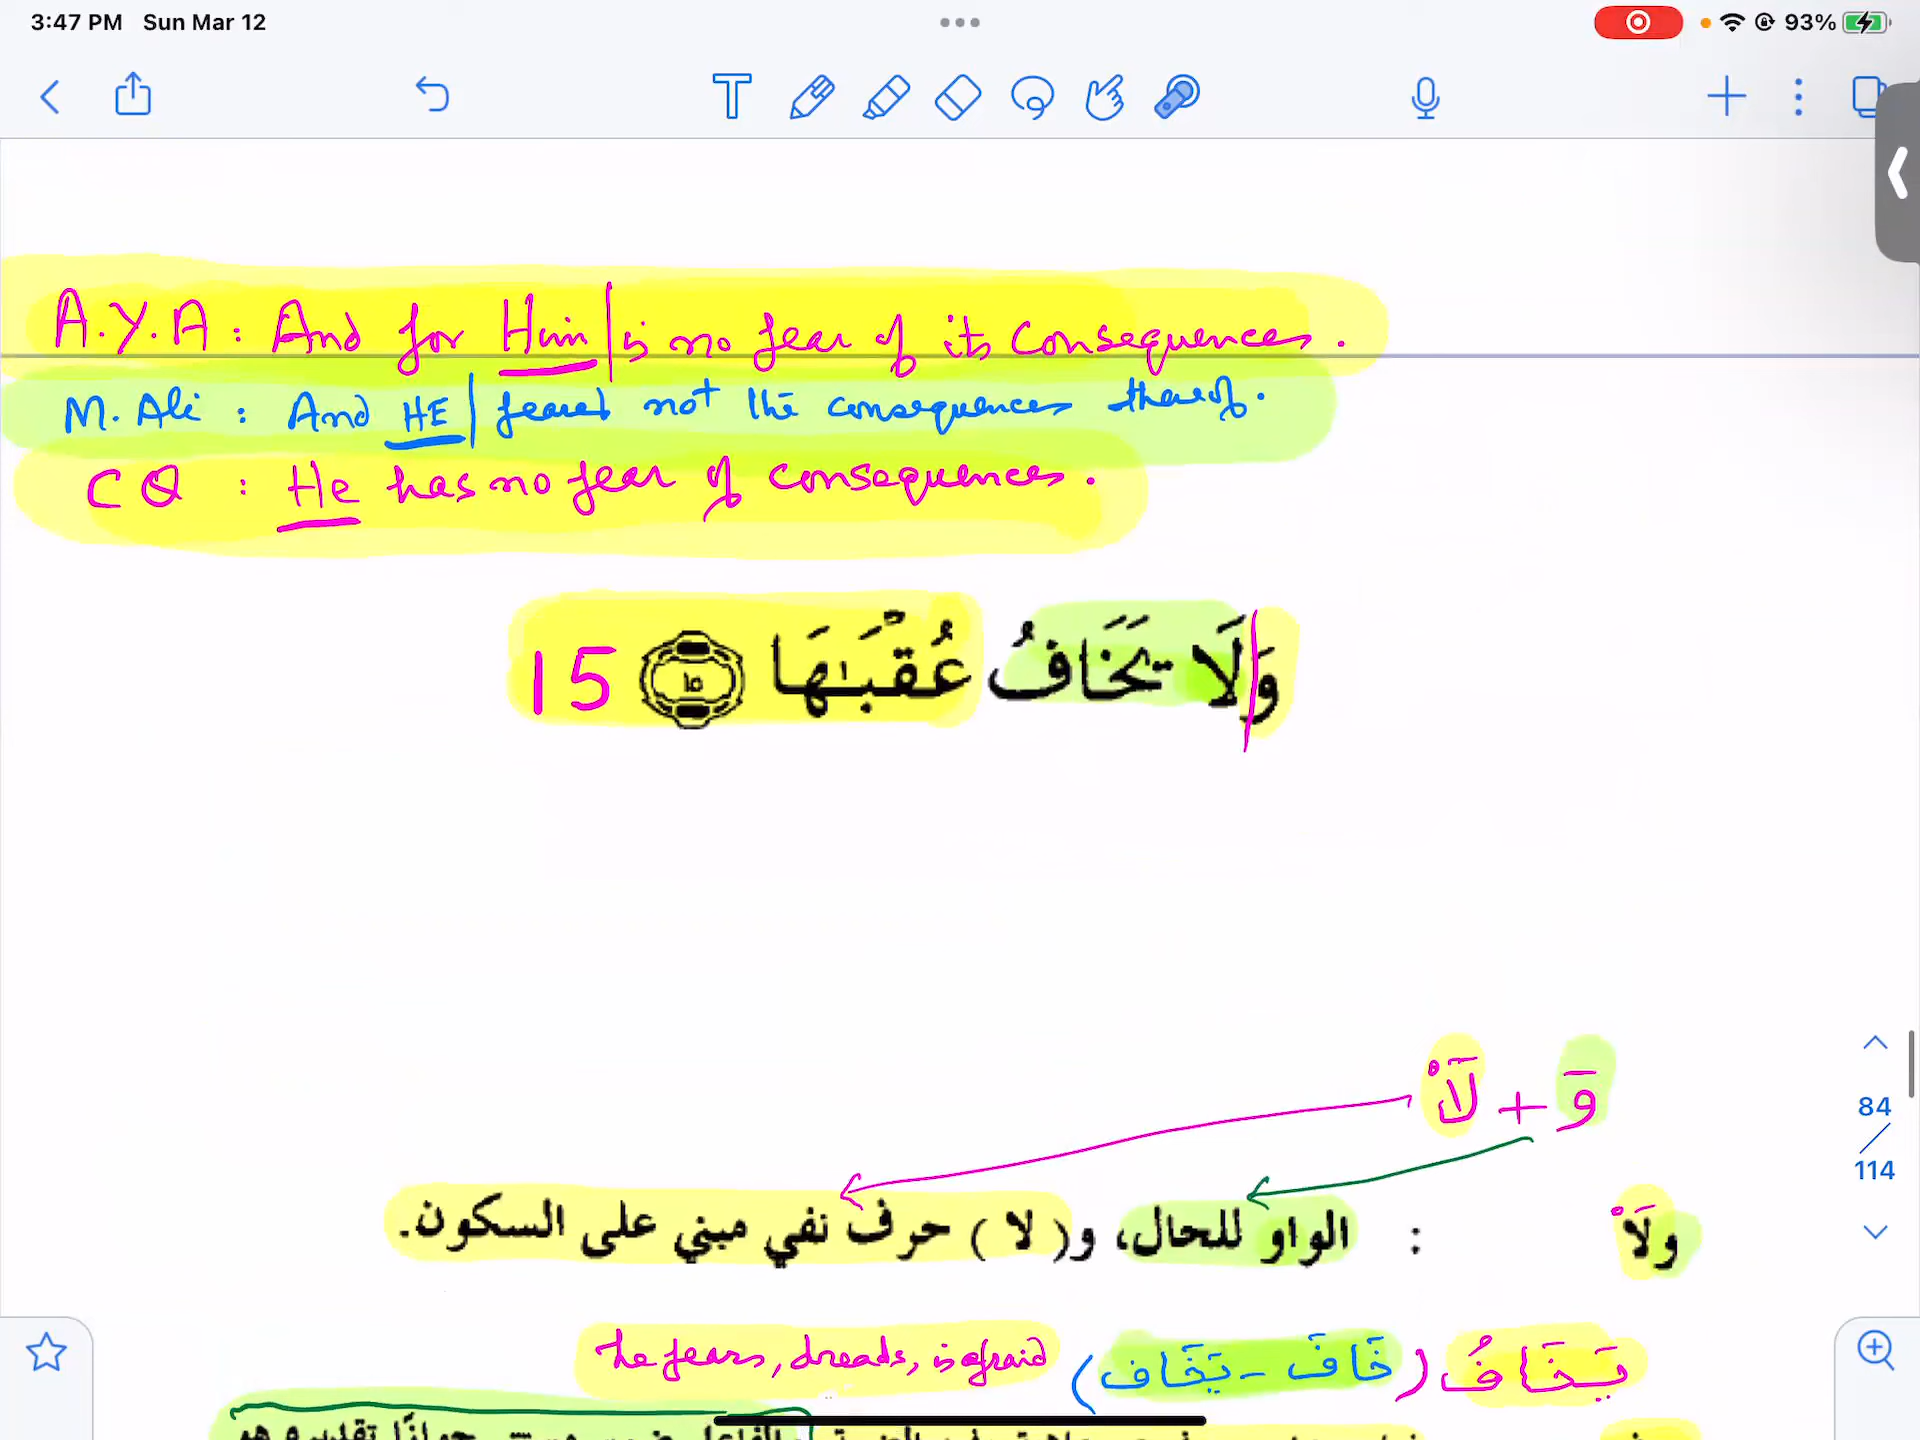 3:47 PM Sun Mar 12
93%
A.Y.A : And for Him | is no fear of its consequences.
M. Ali : And HE | feared not the consequences thereof.
C Q : He has no fear of consequences.
وَلَا يَخَافُ عُقْبَٰهَا ١٥ 15
وَ + لَاْ
84
114
ولَاْ : الواو للحال، و( لا ) حرف نفي مبني على السكون.
يَخَافُ (خَافَ - يَخَاف) he fears, dreads, is afraid